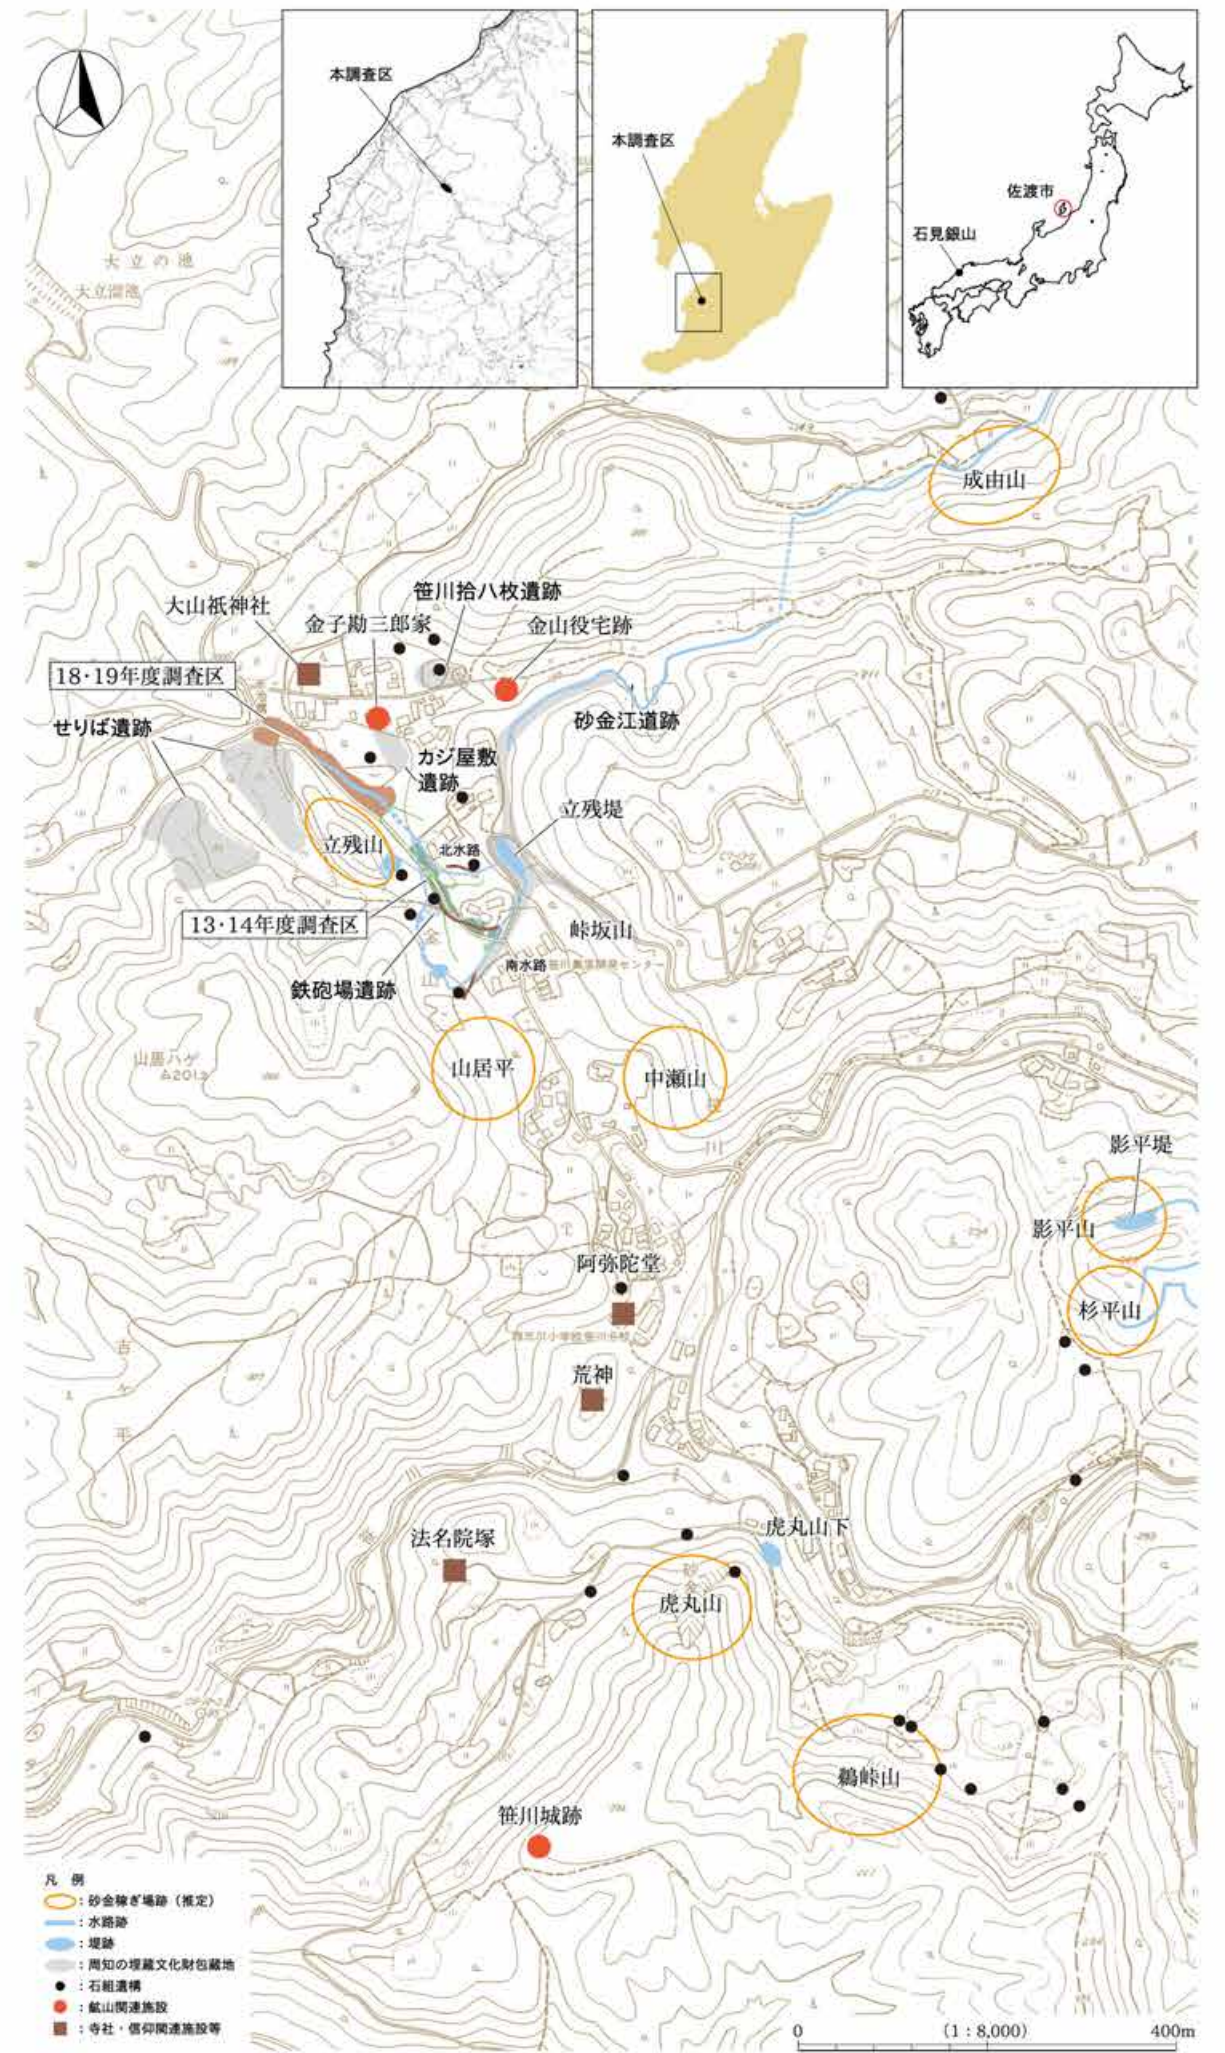 本調査区
本調査区
佐渡市
石見銀山
大立の池
大立溜池
成由山
笹川拾八枚遺跡
大山祇神社
金子勘三郎家
金山役宅跡
18・19年度調査区
砂金江道跡
せりば遺跡
カジ屋敷
遺跡
立残堤
立残山
北水路
13・14年度調査区
峠坂山
南水路
鉄砲場遺跡
山居平
中瀬山
川
影平堤
影平山
阿弥陀堂
杉平山
荒神
平
法名院塚
虎丸山下
砂
金
虎丸山
鵜峠山
笹川城跡
凡 例
：砂金稼ぎ場跡（推定）
：水路跡
：堤跡
：周知の埋蔵文化財包蔵地
：石組遺構
：鉱山関連施設
：寺社・信仰関連施設等
0
(1：8,000)
400m